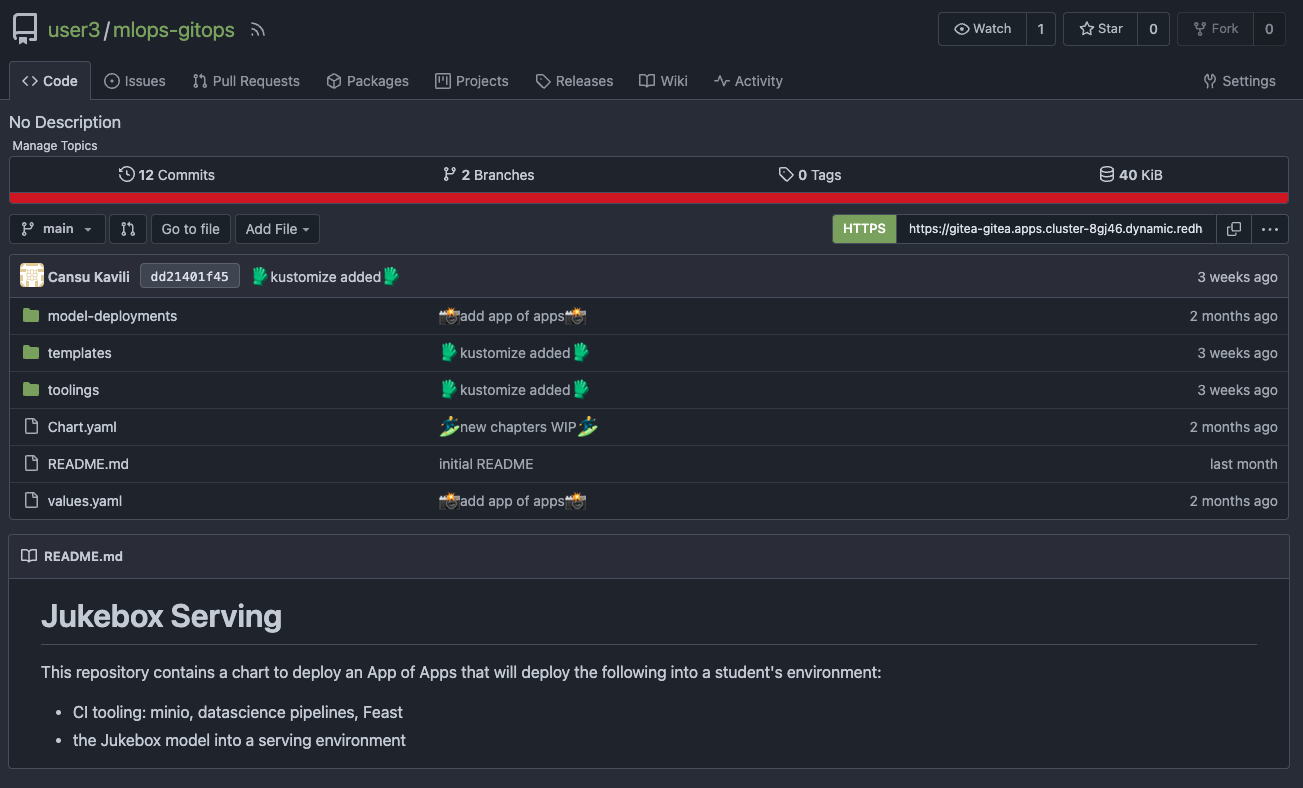 user3/mlops-gitops
Watch 1 Star 0 Fork 0
Code Issues Pull Requests Packages Projects Releases Wiki Activity Settings
No Description
Manage Topics
12 Commits 2 Branches 0 Tags 40 KiB
main Go to file Add File HTTPS https://gitea-gitea.apps.cluster-8gj46.dynamic.redh
Cansu Kavili dd21401f45 kustomize added 3 weeks ago
model-deployments add app of apps 2 months ago
templates kustomize added 3 weeks ago
toolings kustomize added 3 weeks ago
Chart.yaml new chapters WIP 2 months ago
README.md initial README last month
values.yaml add app of apps 2 months ago
README.md
Jukebox Serving
This repository contains a chart to deploy an App of Apps that will deploy the following into a student's environment:
• CI tooling: minio, datascience pipelines, Feast
• the Jukebox model into a serving environment